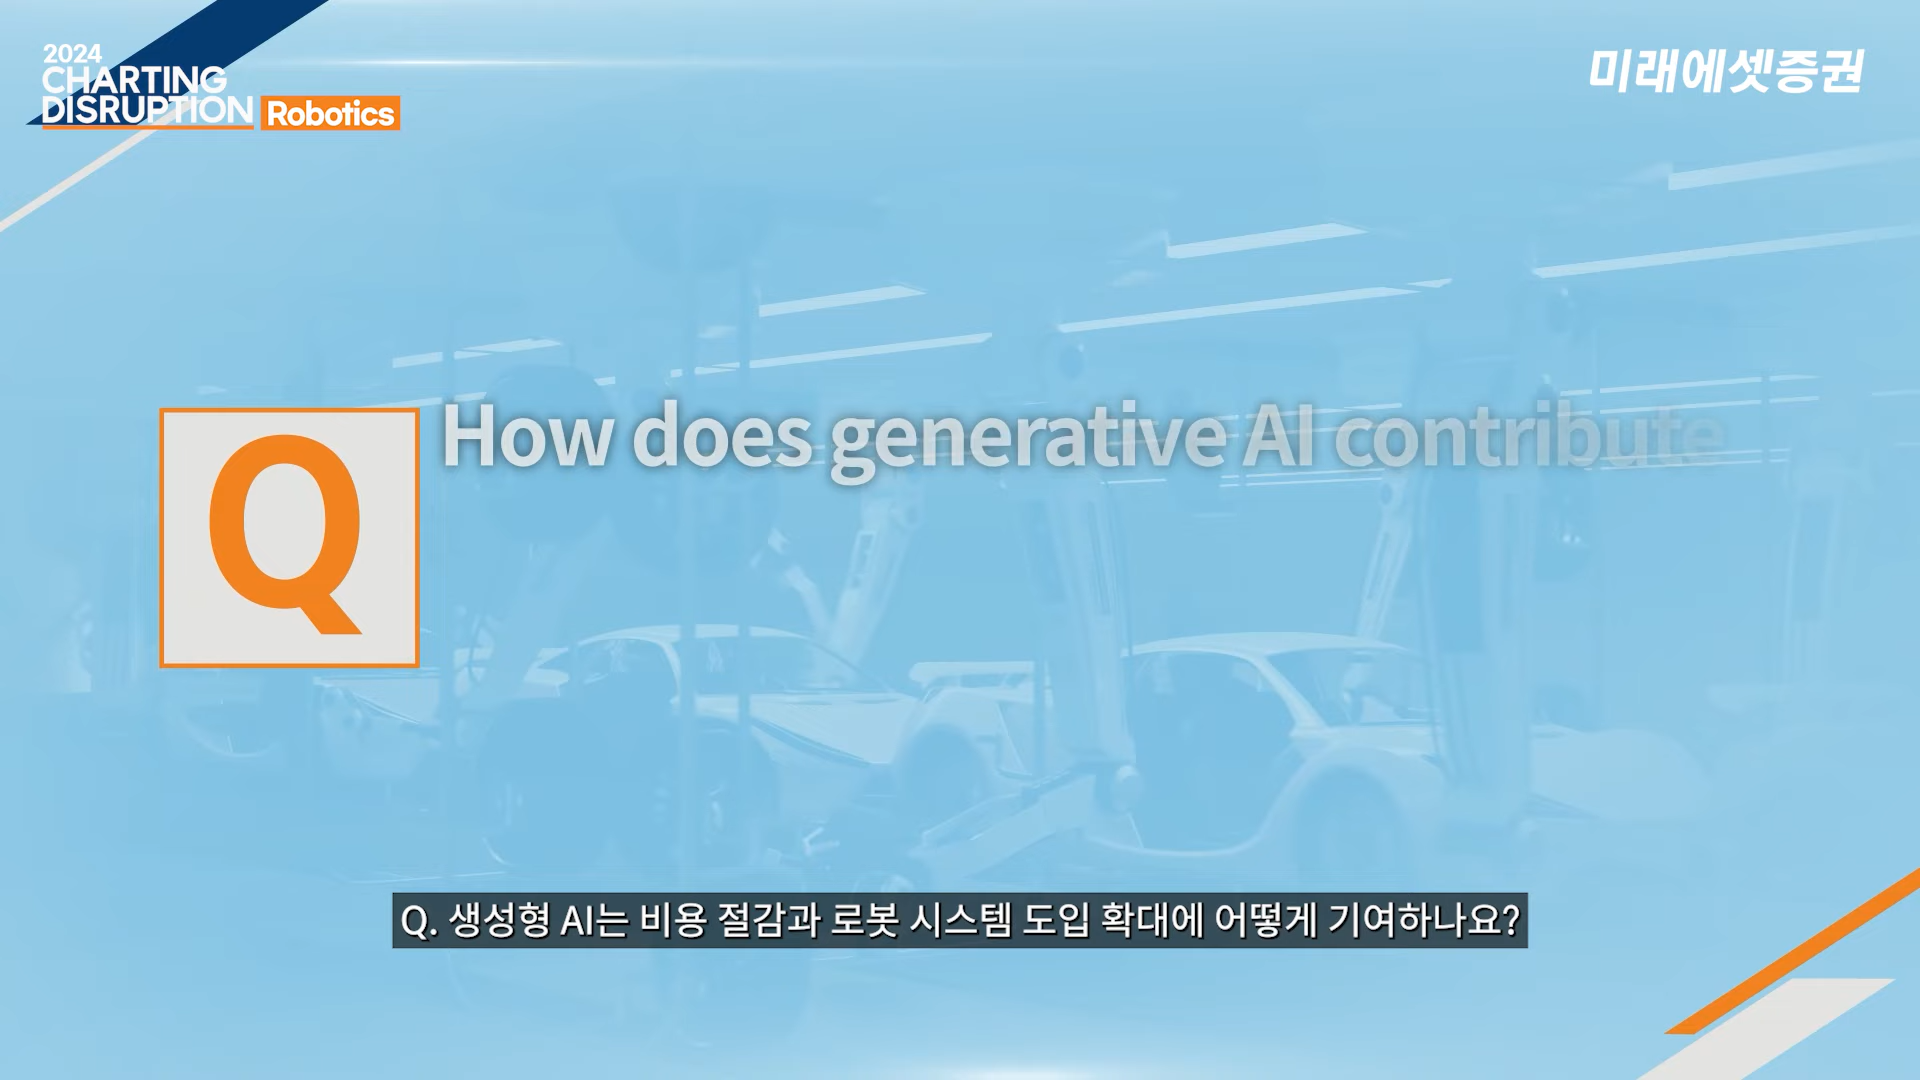 2024
CHARTING
DISRUPTION Robotics
미래에셋증권
Q
How does generative AI contribute
Q. 생성형 AI는 비용 절감과 로봇 시스템 도입 확대에 어떻게 기여하나요?